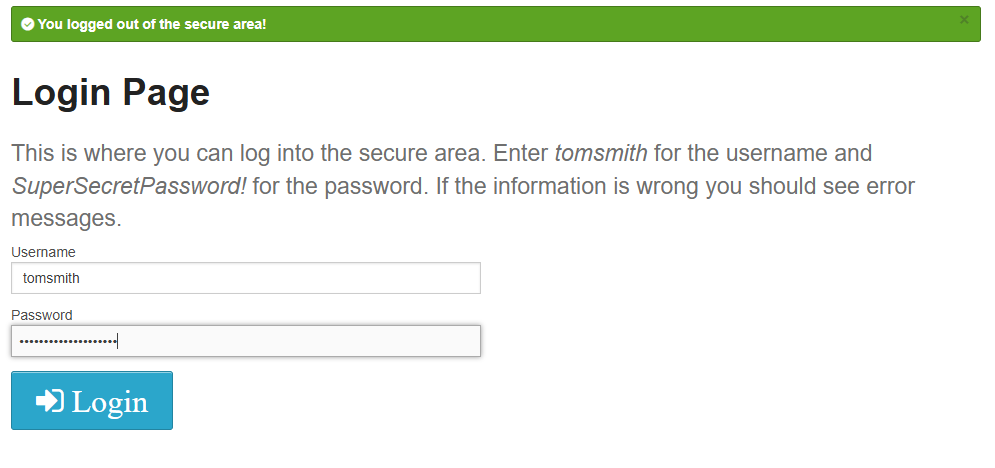 You logged out of the secure area!
×
Login Page
This is where you can log into the secure area. Enter tomsmith for the username and
SuperSecretPassword! for the password. If the information is wrong you should see error
messages.
Username
tomsmith
Password
••••••••••••••••••••
Login